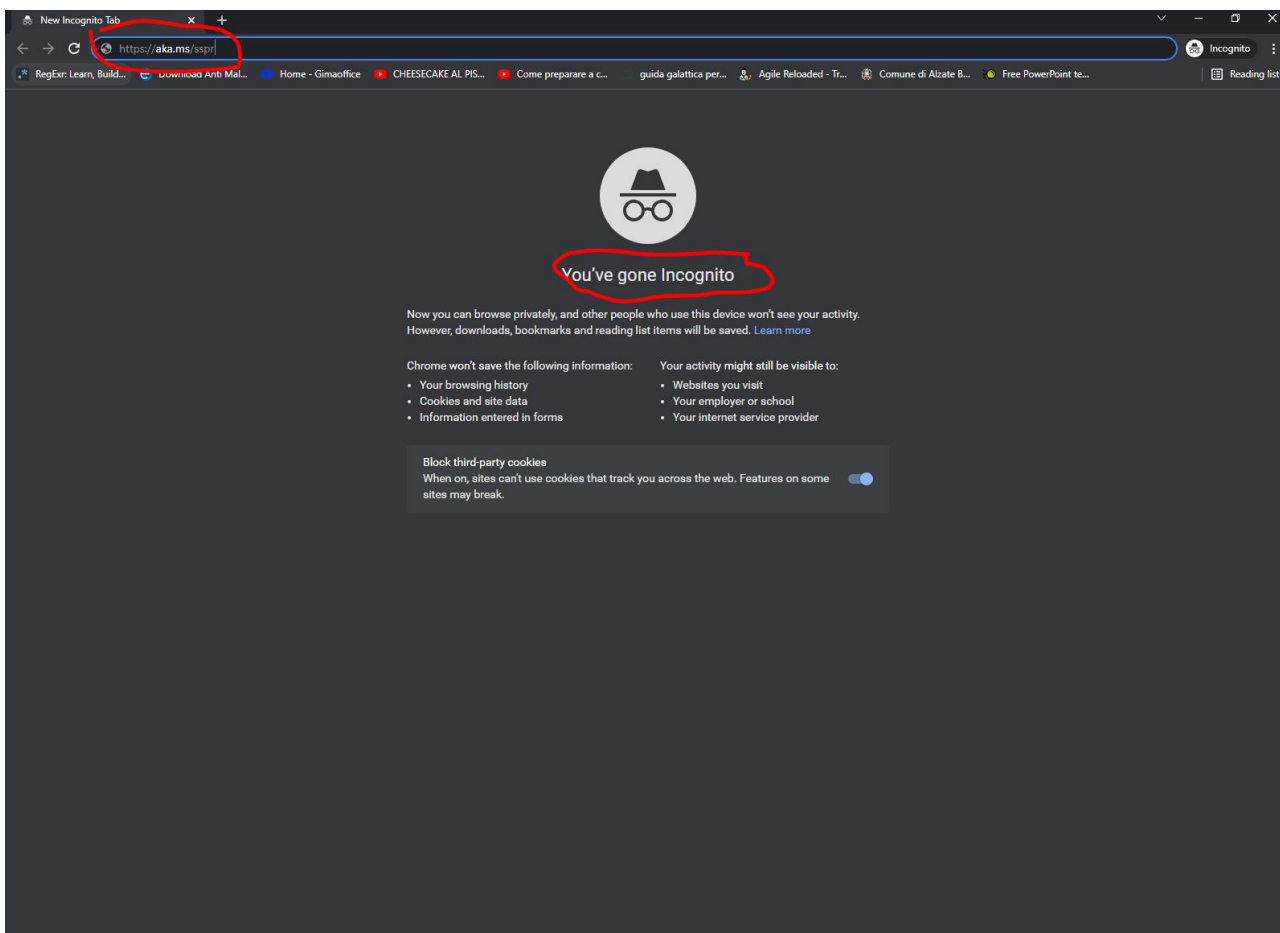 New Incognito Tab
https://aka.ms/sspr
Incognito
RegExr: Learn, Build...
Download Anti Mal...
Home - Gimaoffice
CHEESECAKE AL PIS...
Come preparare a c...
guida galattica per...
Agile Reloaded - Tr...
Comune di Alzate B...
Free PowerPoint te...
Reading list
You've gone Incognito
Now you can browse privately, and other people who use this device won't see your activity.
However, downloads, bookmarks and reading list items will be saved. Learn more
Chrome won't save the following information:
• Your browsing history
• Cookies and site data
• Information entered in forms
Your activity might still be visible to:
• Websites you visit
• Your employer or school
• Your internet service provider
Block third-party cookies
When on, sites can't use cookies that track you across the web. Features on some
sites may break.